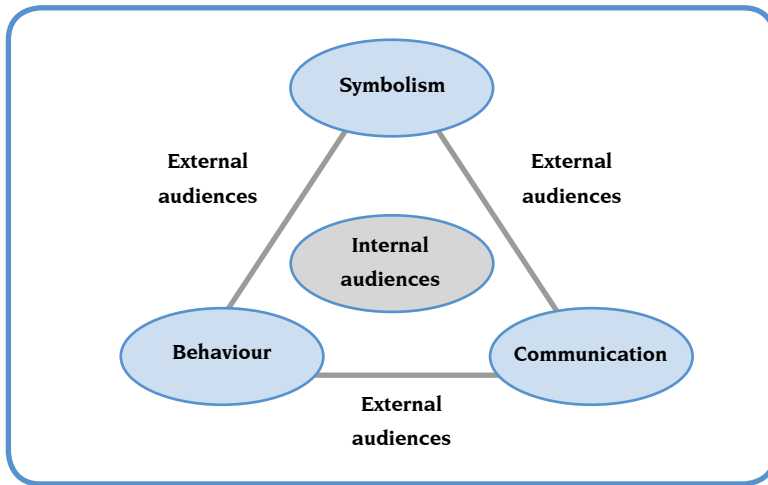 Symbolism
External
audiences
External
audiences
Internal
audiences
Behaviour
Communication
External
audiences